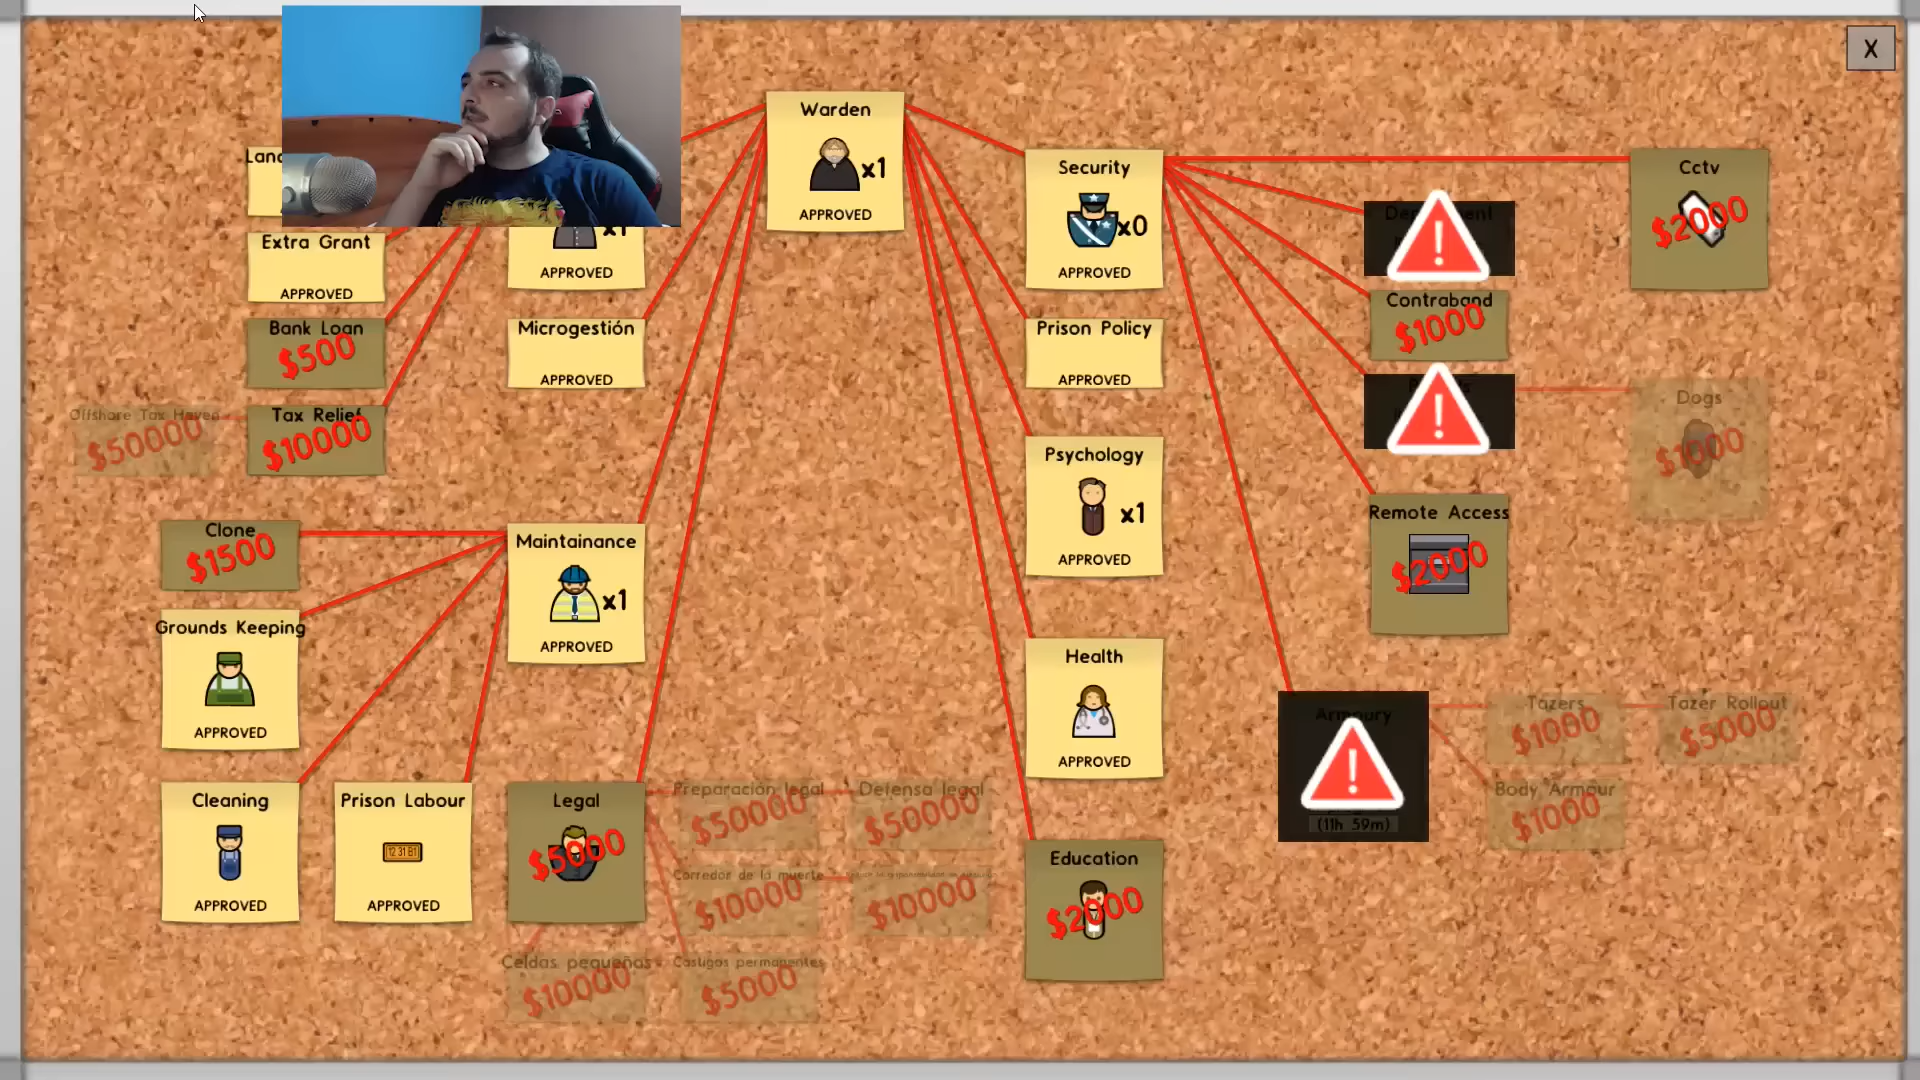 X
Warden
x1
APPROVED
Security
x0
APPROVED
Cctv
$2000
Extra Grant
APPROVED
x1
APPROVED
Contraband
$1000
Bank Loan
$500
Microgestión
APPROVED
Prison Policy
APPROVED
Offshore Tax Haven
$50000
Tax Relief
$10000
Dogs
$1000
Psychology
x1
APPROVED
Remote Access
$2000
Clone
$1500
Maintainance
x1
APPROVED
Grounds Keeping
APPROVED
Health
APPROVED
Armoury
(11h 59m)
Tazers
$1000
Tazer Rollout
$5000
Body Armour
$1000
Cleaning
APPROVED
Prison Labour
12 31 B1
APPROVED
Legal
$5000
Preparación legal
$50000
Defensa legal
$50000
Corredor de la muerte
$10000
$10000
Celdas pequeñas
$10000
Castigos permanentes
$5000
Education
$2000